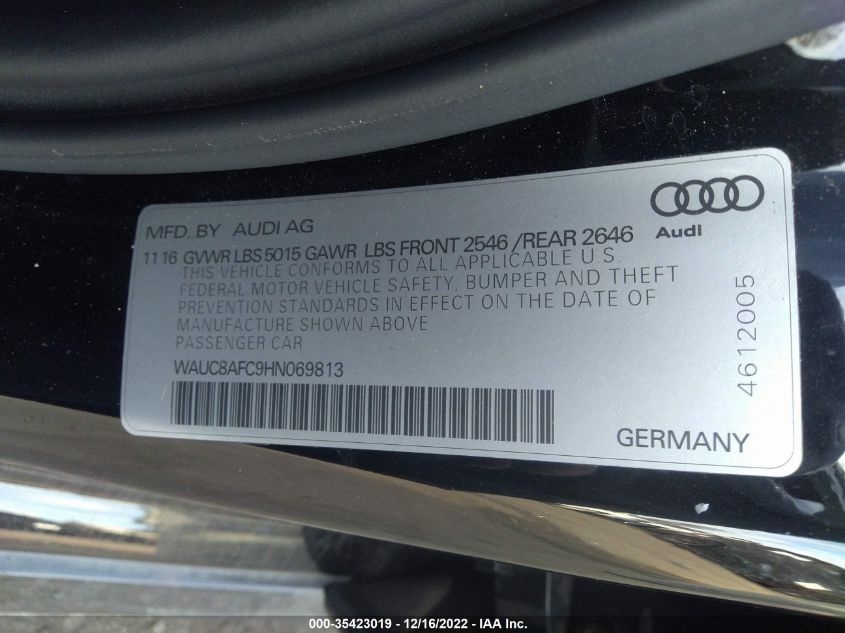 MFD. BY AUDI AG
Audi
11 16 GVWR LBS 5015 GAWR LBS FRONT 2546 /REAR 2646
THIS VEHICLE CONFORMS TO ALL APPLICABLE U.S.
FEDERAL MOTOR VEHICLE SAFETY, BUMPER AND THEFT
PREVENTION STANDARDS IN EFFECT ON THE DATE OF
MANUFACTURE SHOWN ABOVE
PASSENGER CAR
WAUC8AFC9HN069813
4612005
GERMANY
000-35423019 - 12/16/2022 - IAA Inc.